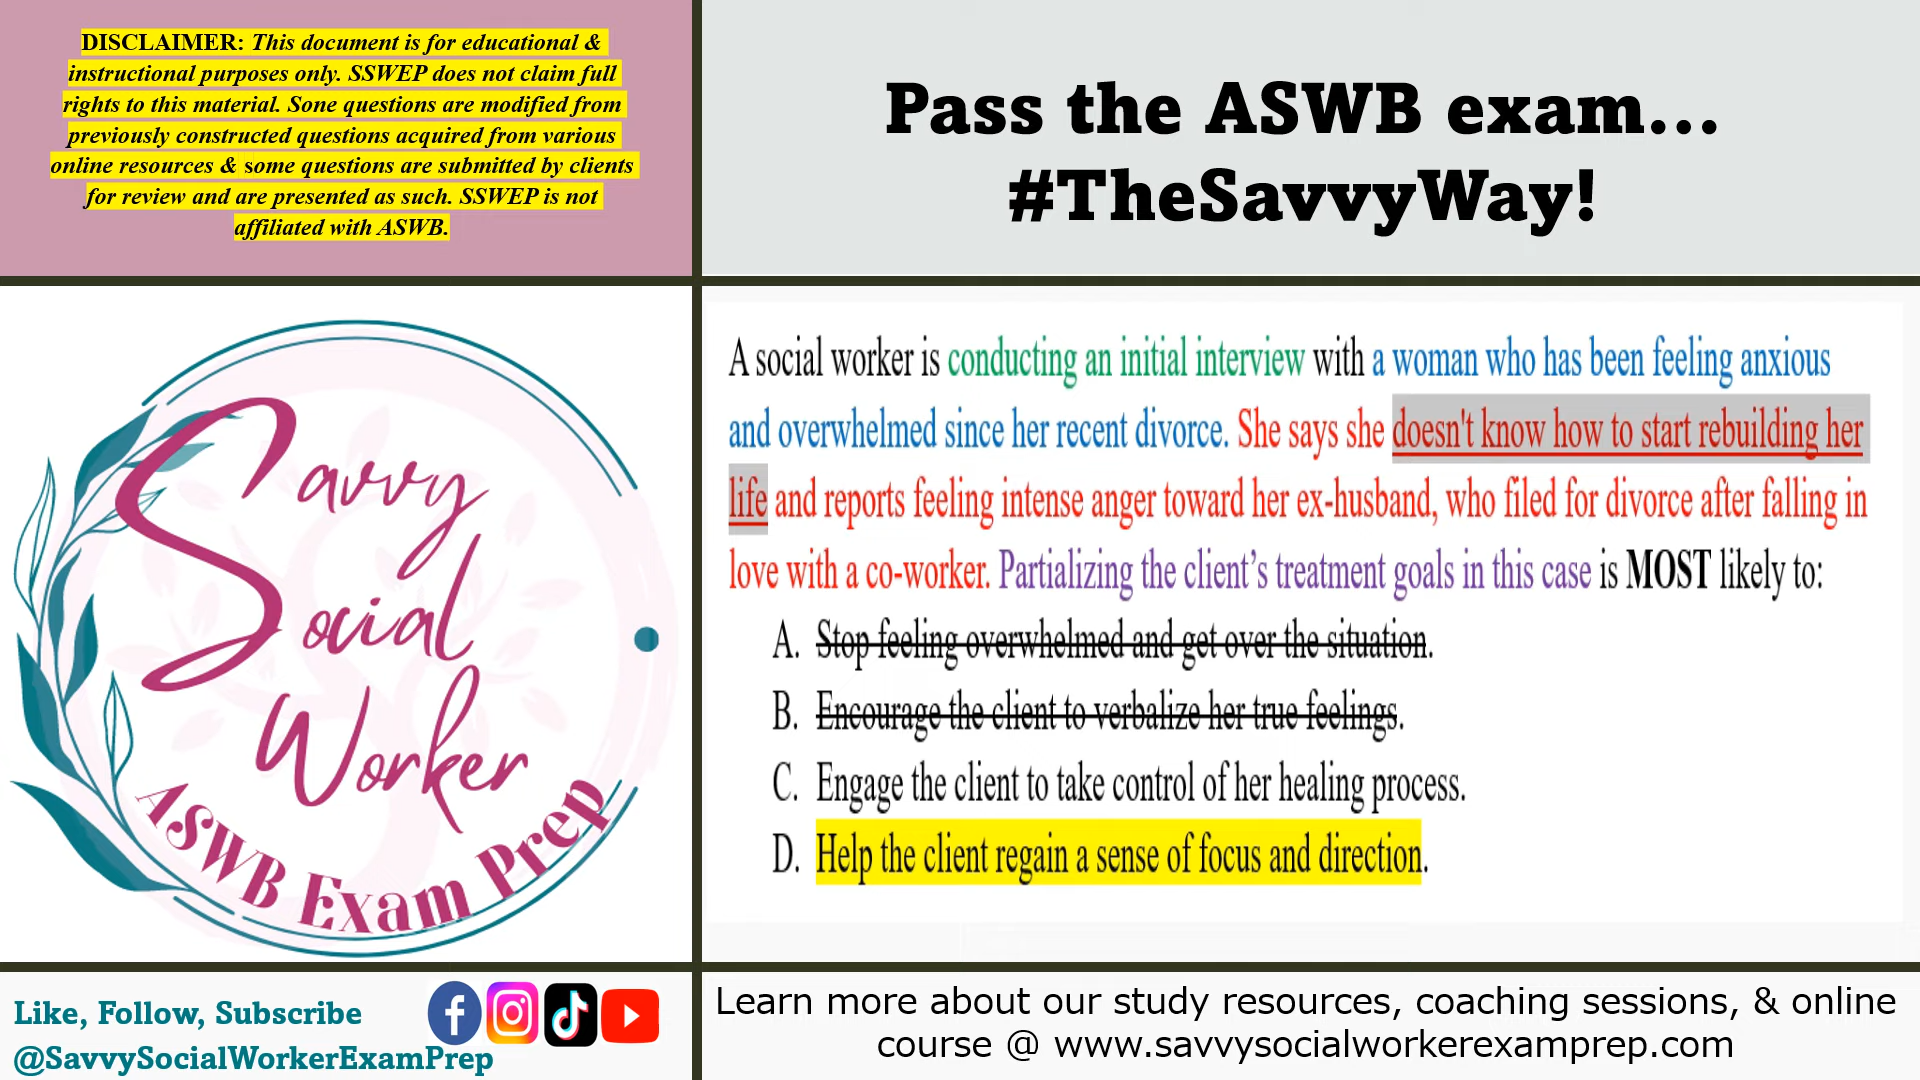 DISCLAIMER: This document is for educational &
instructional purposes only. SSWEP does not claim full
rights to this material. Sone questions are modified from
previously constructed questions acquired from various
online resources & some questions are submitted by clients
for review and are presented as such. SSWEP is not
affiliated with ASWB.
Pass the ASWB exam...
#TheSavvyWay!
Savvy
Social
Worker
ASWB Exam Prep
A social worker is conducting an initial interview with a woman who has been feeling anxious
and overwhelmed since her recent divorce. She says she doesn't know how to start rebuilding her
life and reports feeling intense anger toward her ex-husband, who filed for divorce after falling in
love with a co-worker. Partializing the client’s treatment goals in this case is MOST likely to:
A. Stop feeling overwhelmed and get over the situation.
B. Encourage the client to verbalize her true feelings.
C. Engage the client to take control of her healing process.
D. Help the client regain a sense of focus and direction.
Like, Follow, Subscribe
@SavvySocialWorkerExamPrep
Learn more about our study resources, coaching sessions, & online
course @ www.savvysocialworkerexamprep.com